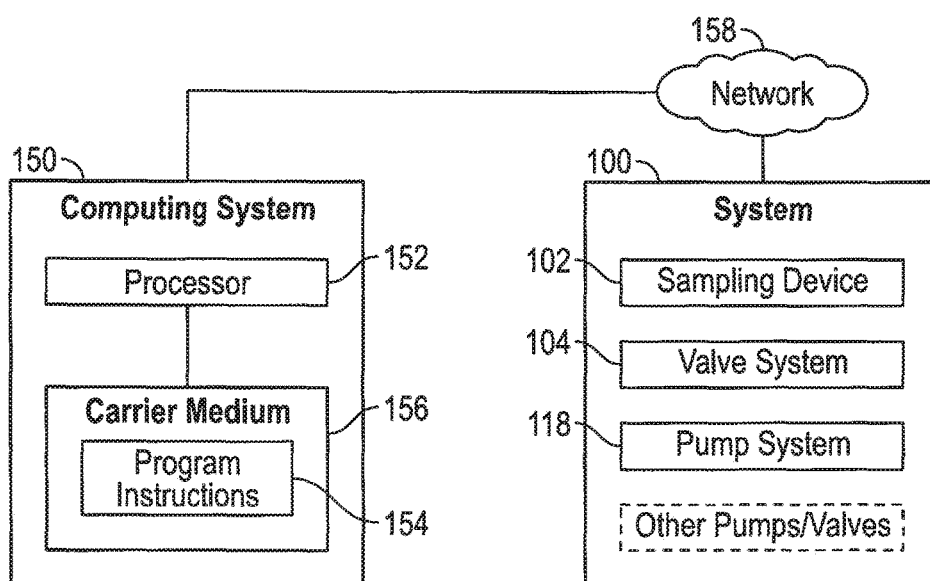 158
Network
150
Computing System
152
Processor
Carrier Medium
156
Program
Instructions
154
100
System
102
Sampling Device
104
Valve System
118
Pump System
Other Pumps/Valves